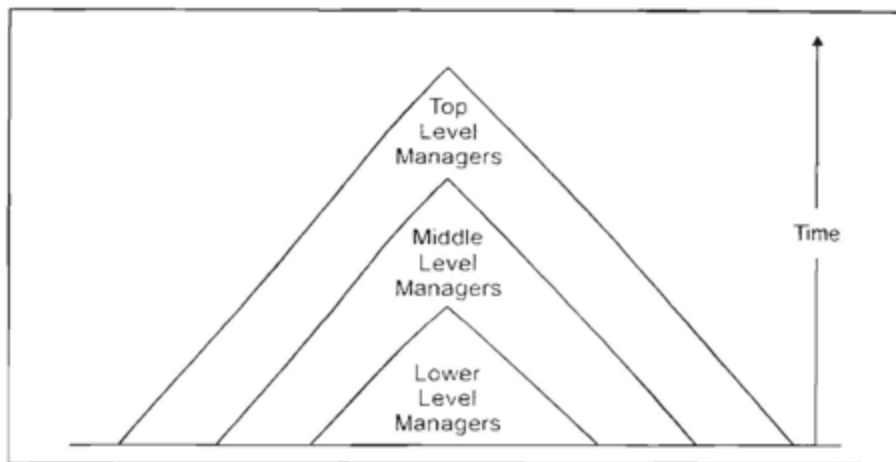 Top
Level
Managers
Middle
Level
Managers
Time
Lower
Level
Managers